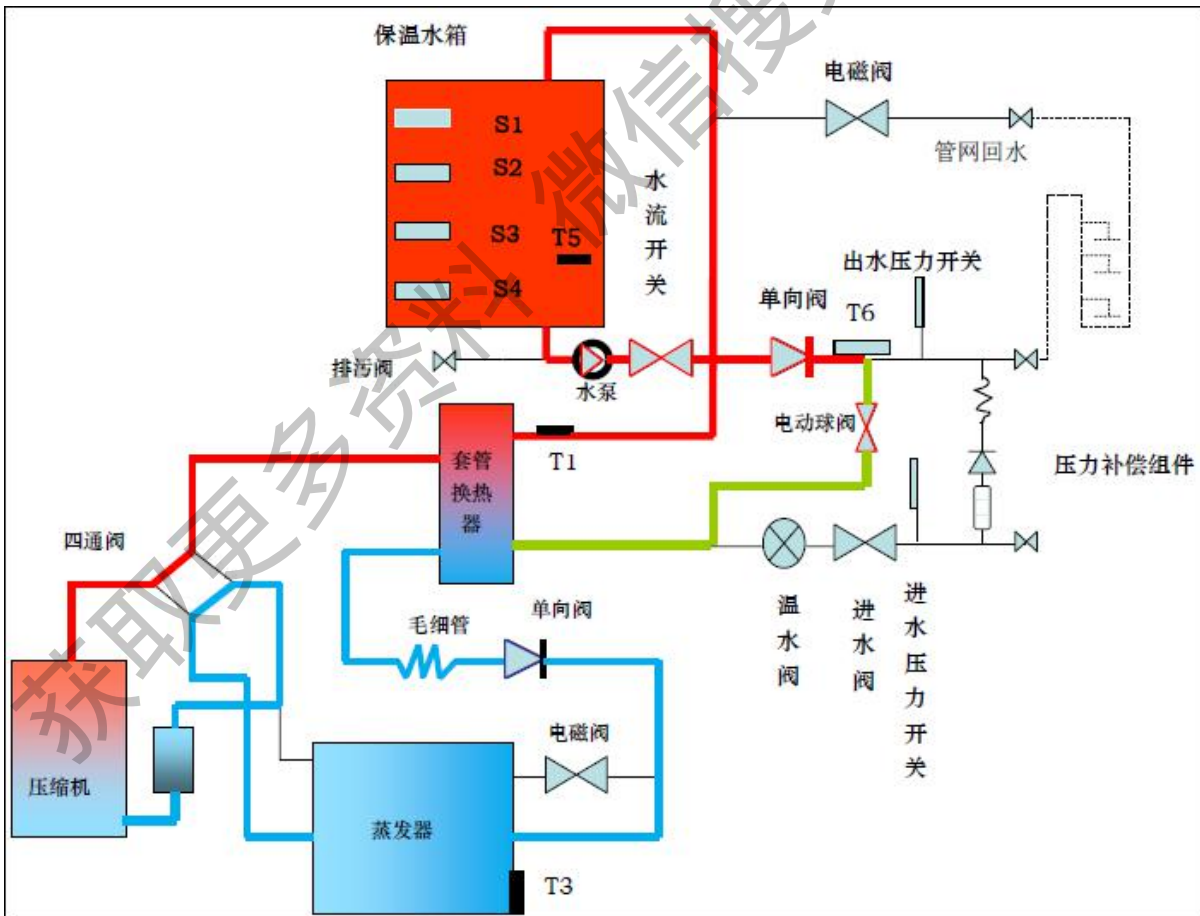 保温水箱
电磁阀
S1
S2
S3
S4
T5
水流开关
管网回水
出水压力开关
单向阀
T6
排污阀
水泵
电动球阀
T1
套管
换热
器
压力补偿组件
四通阀
温水阀
进水阀
进水压力开关
毛细管
单向阀
电磁阀
压缩机
蒸发器
T3
获取更多资料 微信搜